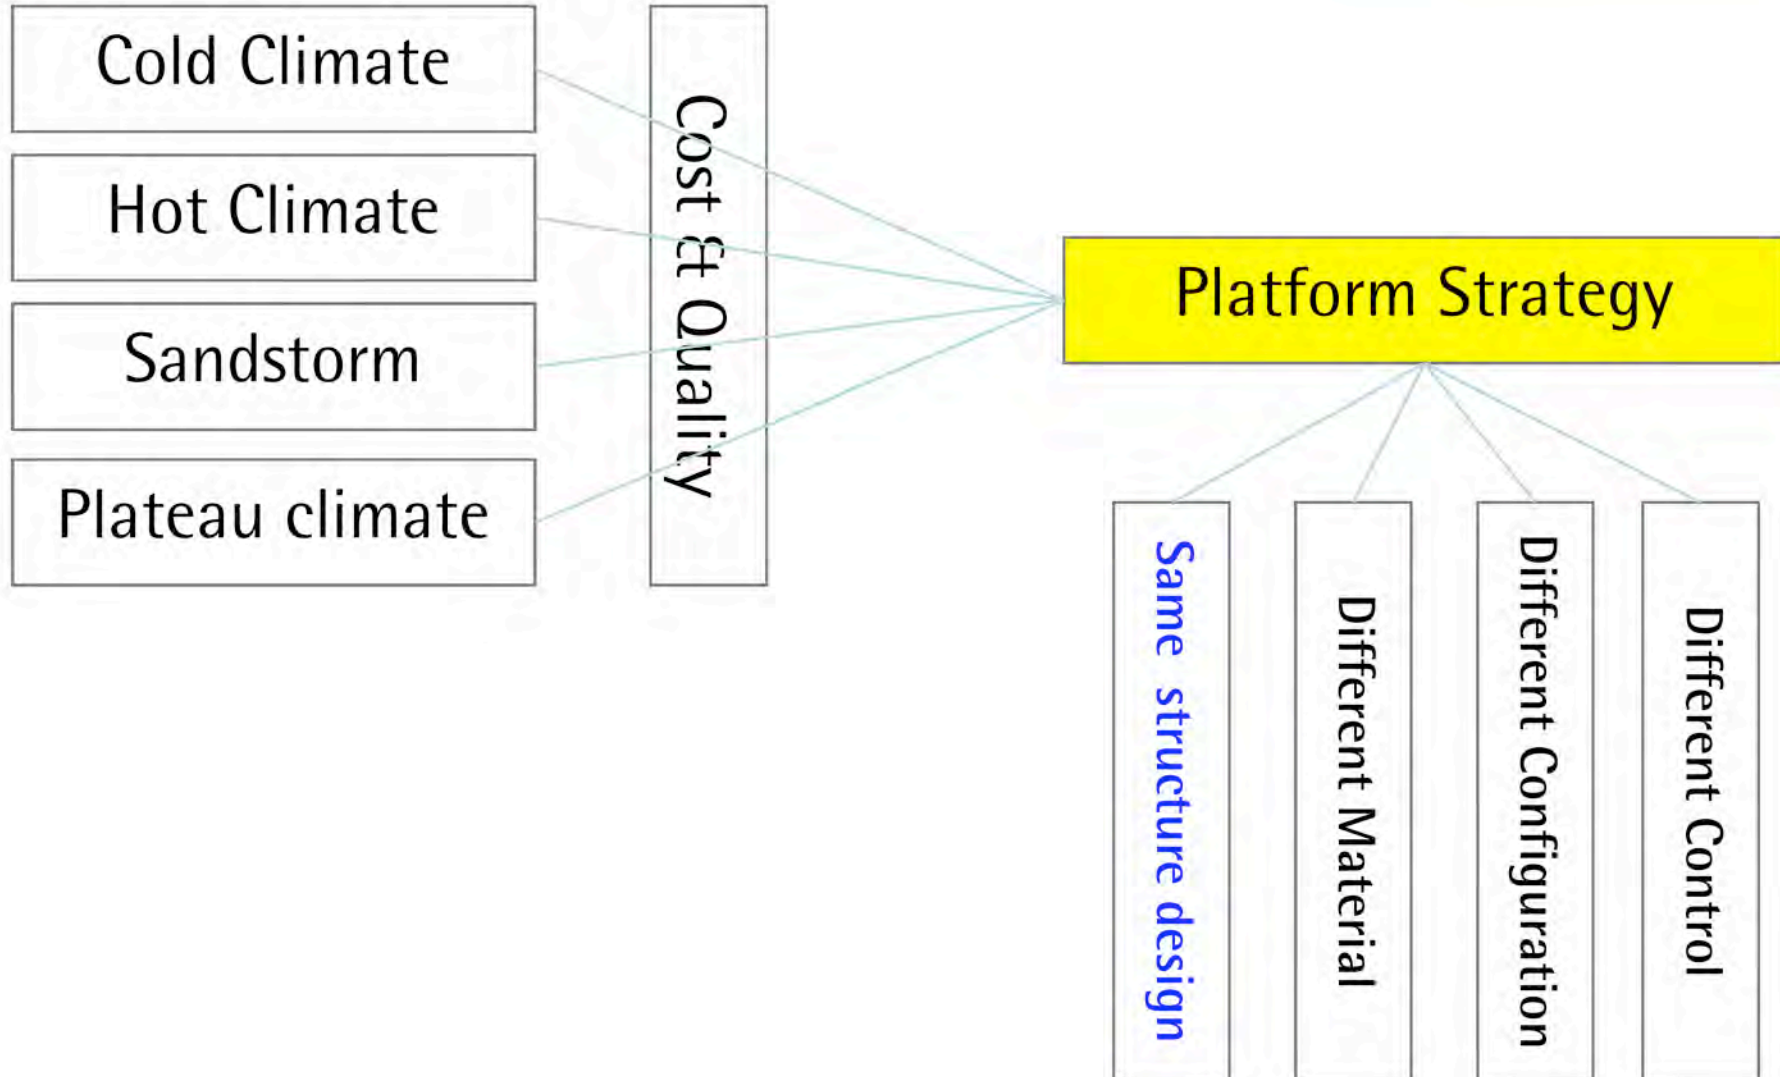 Cold Climate
Hot Climate
Sandstorm
Plateau climate
Cost & Quality
Platform Strategy
Same structure design
Different Material
Different Configuration
Different Control